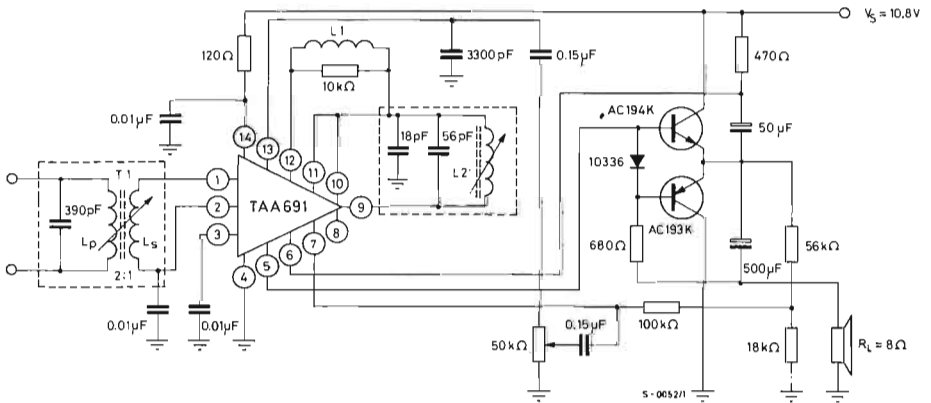 V_S = 10.8V
L1
120Ω
10kΩ
3300pF
0.15µF
470Ω
0.01µF
14
13
12
11
10
18pF
56pF
L2
AC194K
50µF
10336
T1
1
2
3
TAA691
9
390pF
Lp
Ls
2:1
4
5
6
7
8
680Ω
AC193K
500µF
56kΩ
0.01µF
0.01µF
50kΩ
0.15µF
100kΩ
18kΩ
R_L = 8Ω
S-0052/1